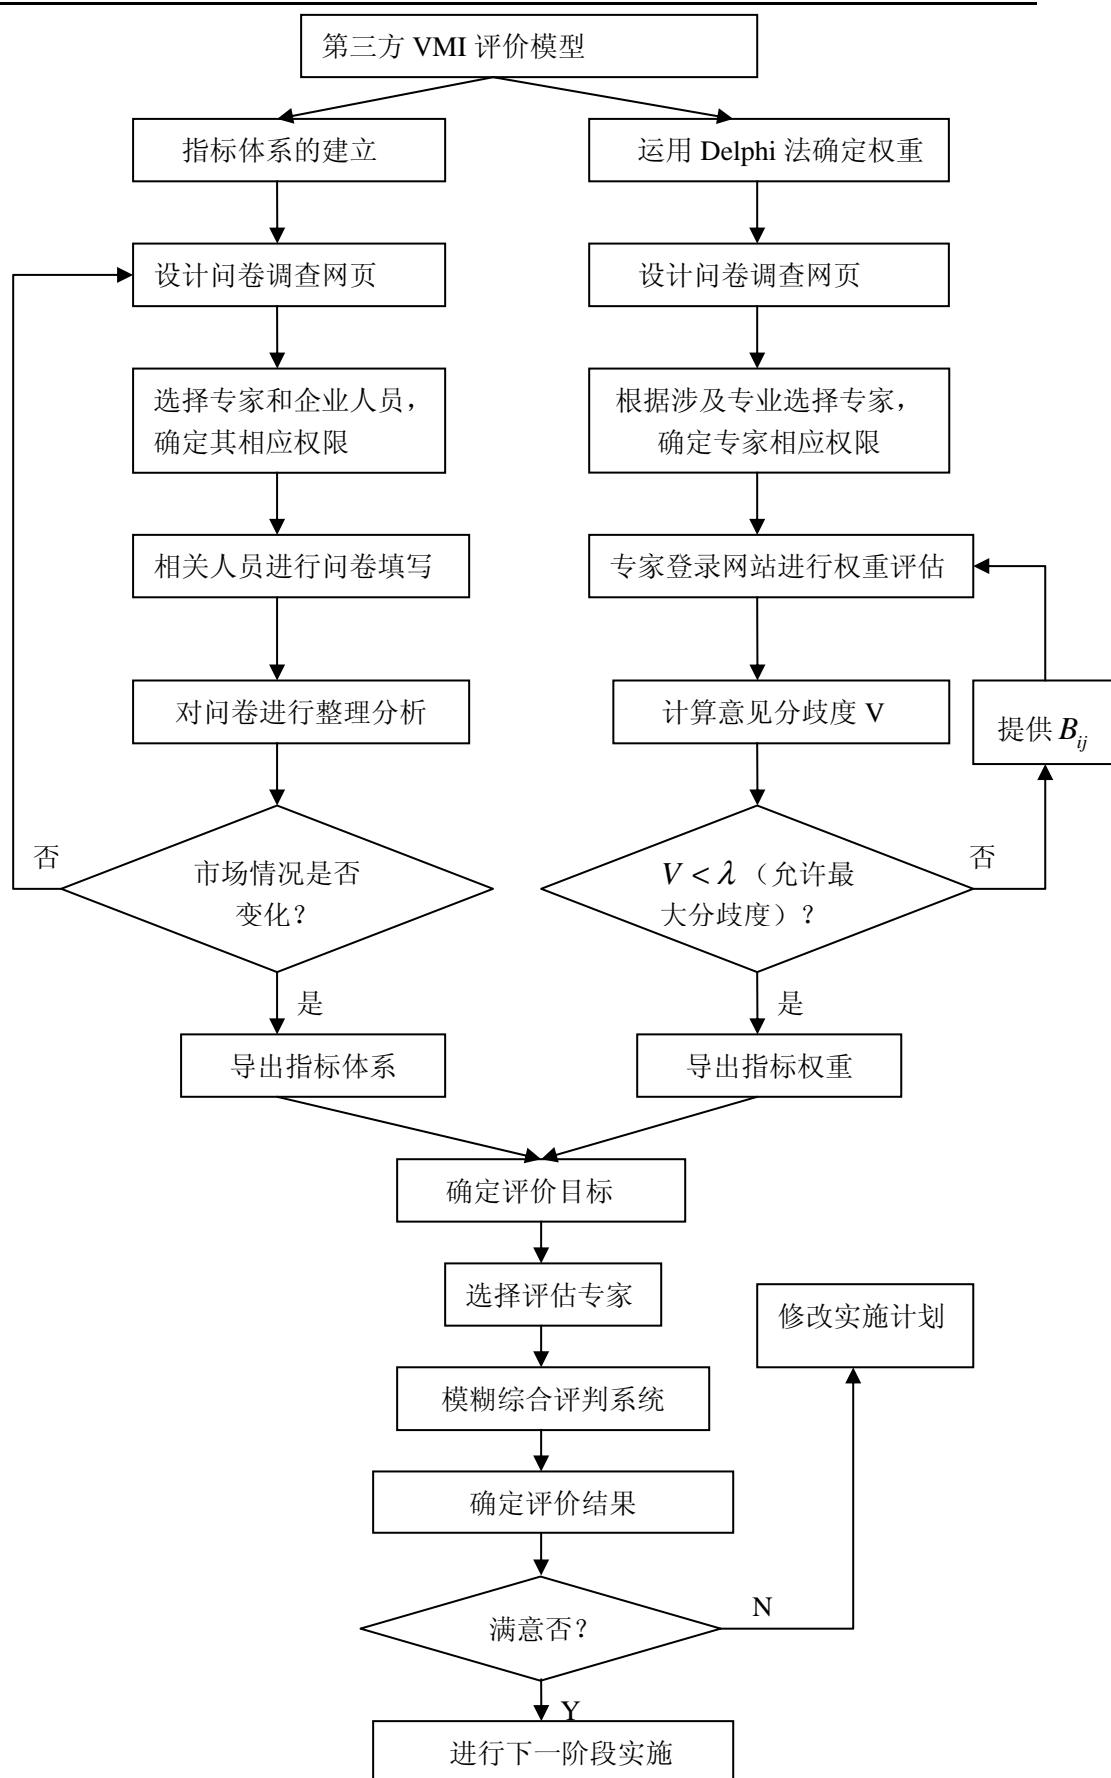 第三方 VMI 评价模型
指标体系的建立
运用 Delphi 法确定权重
设计问卷调查网页
设计问卷调查网页
选择专家和企业人员，
确定其相应权限
根据涉及专业选择专家，
确定专家相应权限
相关人员进行问卷填写
专家登录网站进行权重评估
对问卷进行整理分析
计算意见分歧度 V
提供 B_{ij}
否
市场情况是否
变化？
V < λ （允许最
大分歧度）？
否
是
是
导出指标体系
导出指标权重
确定评价目标
选择评估专家
修改实施计划
模糊综合评判系统
确定评价结果
满意否？
N
Y
进行下一阶段实施